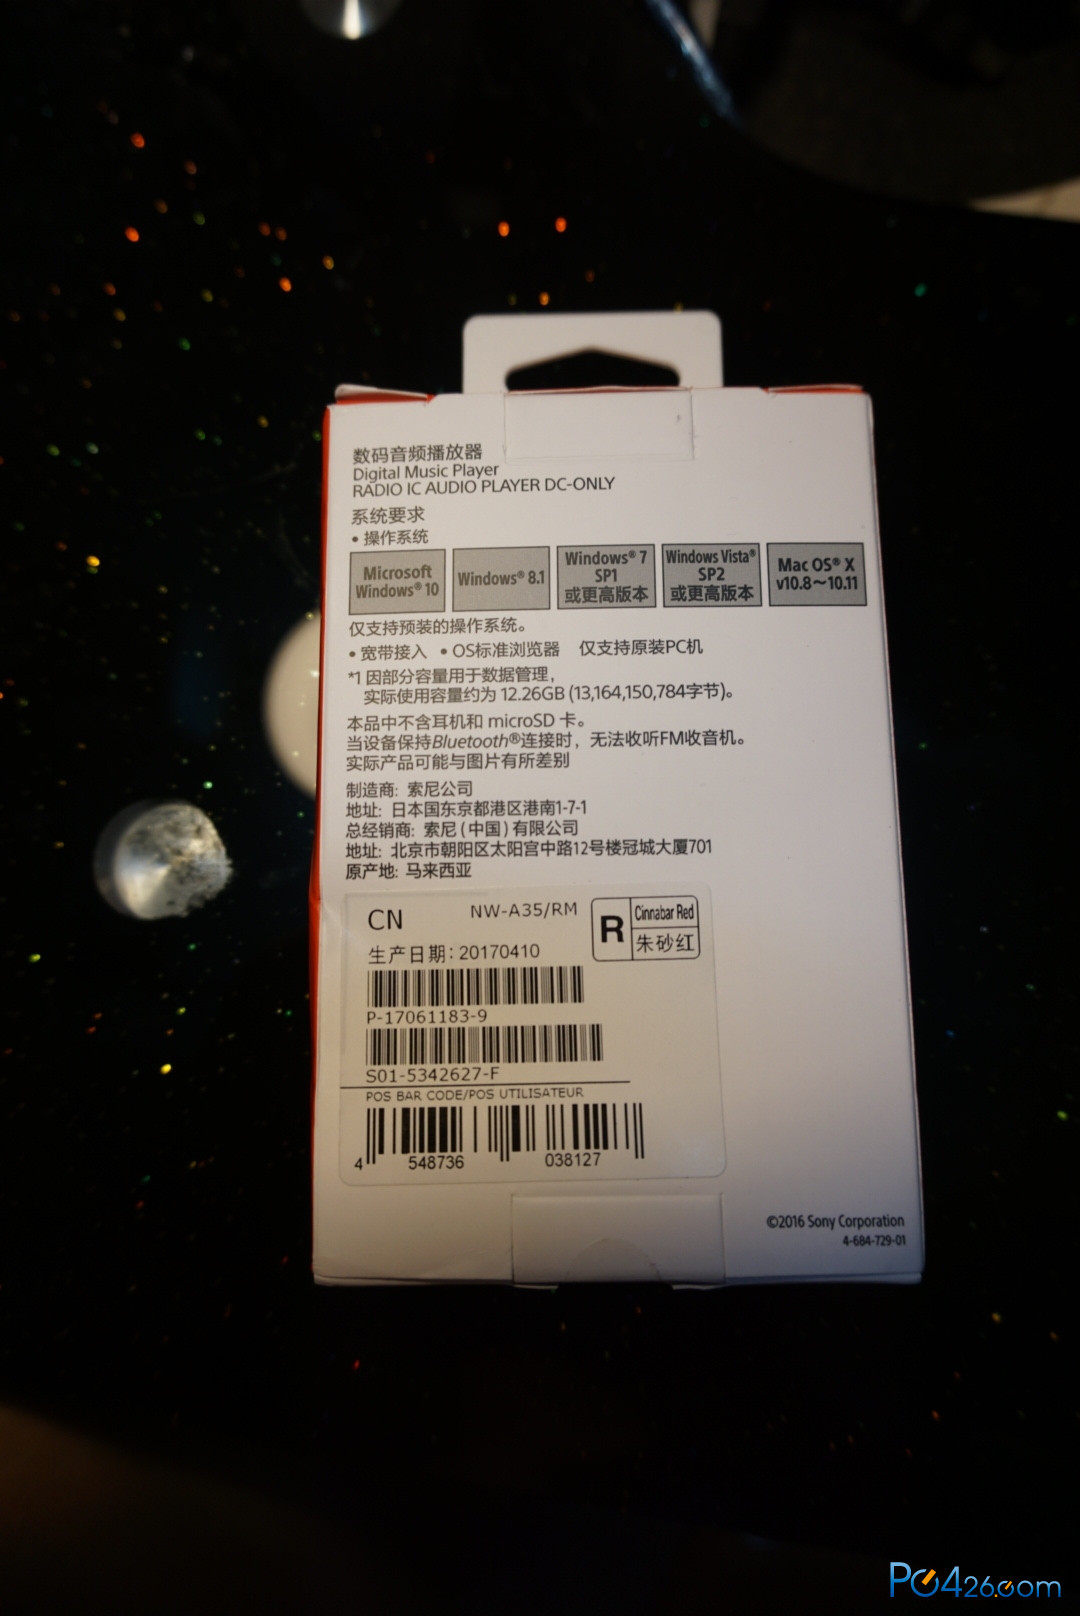 数码音频播放器
Digital Music Player
RADIO IC AUDIO PLAYER DC-ONLY
系统要求
• 操作系统
Microsoft
Windows® 10
Windows® 8.1
Windows® 7
SP1
或更高版本
Windows Vista®
SP2
或更高版本
Mac OS® X
v10.8～10.11
仅支持预装的操作系统。
• 宽带接入 • OS标准浏览器 仅支持原装PC机
*1 因部分容量用于数据管理，
实际使用容量约为 12.26GB (13,164,150,784字节)。
本品中不含耳机和 microSD 卡。
当设备保持Bluetooth®连接时，无法收听FM收音机。
实际产品可能与图片有所差别
制造商: 索尼公司
地址: 日本国东京都港区港南1-7-1
总经销商: 索尼 (中国) 有限公司
地址: 北京市朝阳区太阳宫中路12号楼冠城大厦701
原产地: 马来西亚
CN
NW-A35/RM
R
Cinnabar Red
朱砂红
生产日期: 20170410
P-17061183-9
S01-5342627-F
POS BAR CODE/POS UTILISATEUR
4 548736 038127
©2016 Sony Corporation
4-684-729-01
PC426.com